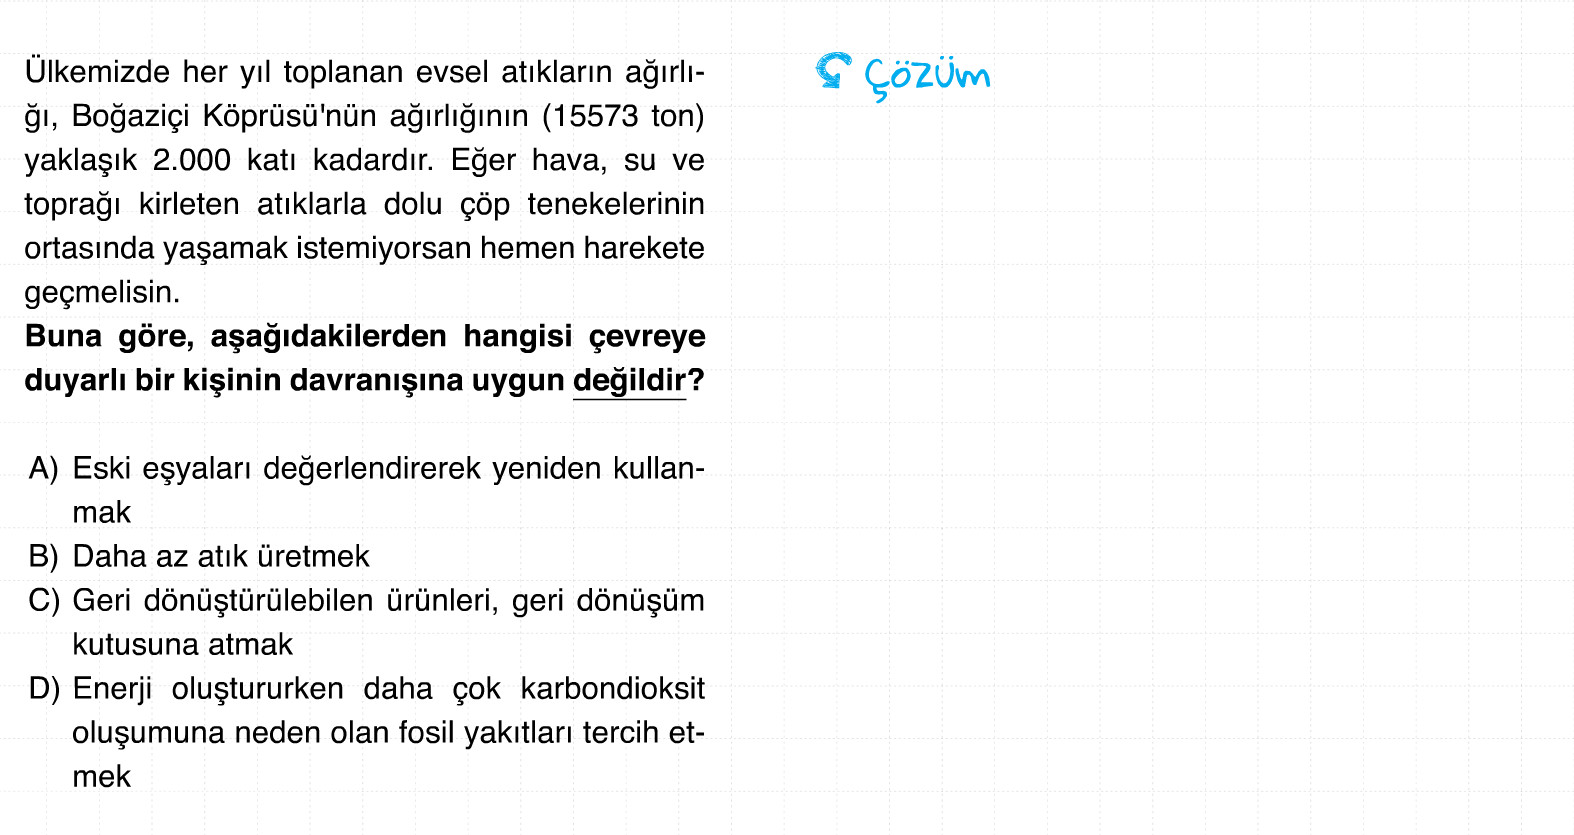 Ülkemizde her yıl toplanan evsel atıkların ağırlı-
ğı, Boğaziçi Köprüsü'nün ağırlığının (15573 ton)
yaklaşık 2.000 katı kadardır. Eğer hava, su ve
toprağı kirleten atıklarla dolu çöp tenekelerinin
ortasında yaşamak istemiyorsan hemen harekete
geçmelisin.
Buna göre, aşağıdakilerden hangisi çevreye
duyarlı bir kişinin davranışına uygun değildir?
A) Eski eşyaları değerlendirerek yeniden kullan-
mak
B) Daha az atık üretmek
C) Geri dönüştürülebilen ürünleri, geri dönüşüm
kutusuna atmak
D) Enerji oluştururken daha çok karbondioksit
oluşumuna neden olan fosil yakıtları tercih et-
mek
Çözüm